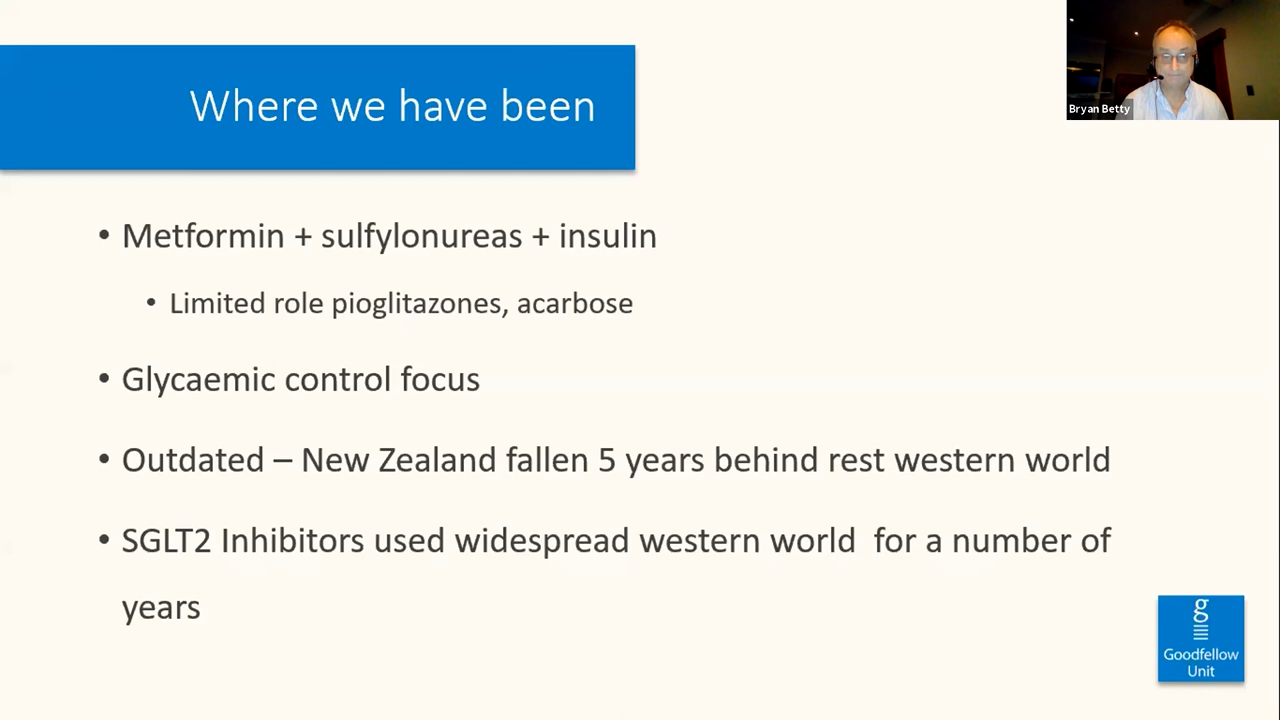 Where we have been
Bryan Betty
• Metformin + sulfylonureas + insulin
• Limited role pioglitazones, acarbose
• Glycaemic control focus
• Outdated – New Zealand fallen 5 years behind rest western world
• SGLT2 Inhibitors used widespread western world for a number of
years
g
Goodfellow
Unit